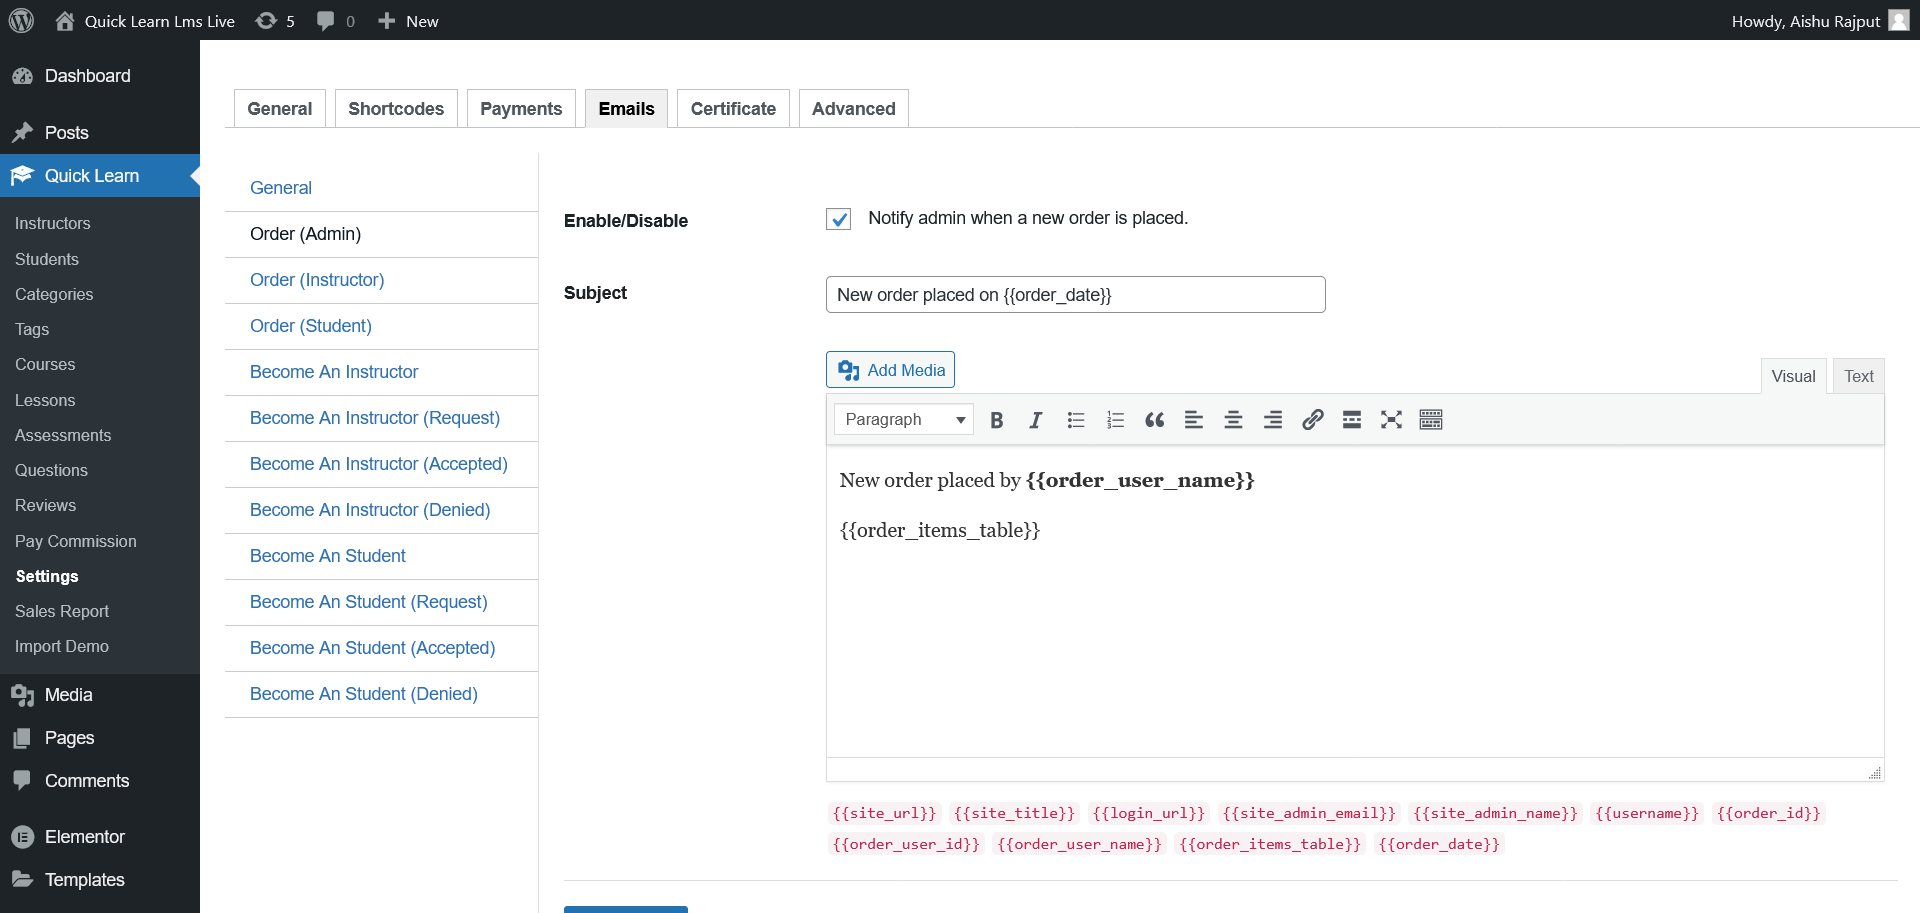 Quick Learn Lms Live 5 0 New Howdy, Aishu Rajput
Dashboard
Posts
Quick Learn
Instructors
Students
Categories
Tags
Courses
Lessons
Assessments
Questions
Reviews
Pay Commission
Settings
Sales Report
Import Demo
Media
Pages
Comments
Elementor
Templates
General Shortcodes Payments Emails Certificate Advanced
General
Order (Admin)
Order (Instructor)
Order (Student)
Become An Instructor
Become An Instructor (Request)
Become An Instructor (Accepted)
Become An Instructor (Denied)
Become An Student
Become An Student (Request)
Become An Student (Accepted)
Become An Student (Denied)
Enable/Disable Notify admin when a new order is placed.
Subject New order placed on {{order_date}}
Add Media Visual Text
Paragraph
New order placed by {{order_user_name}}
{{order_items_table}}
{{site_url}} {{site_title}} {{login_url}} {{site_admin_email}} {{site_admin_name}} {{username}} {{order_id}}
{{order_user_id}} {{order_user_name}} {{order_items_table}} {{order_date}}